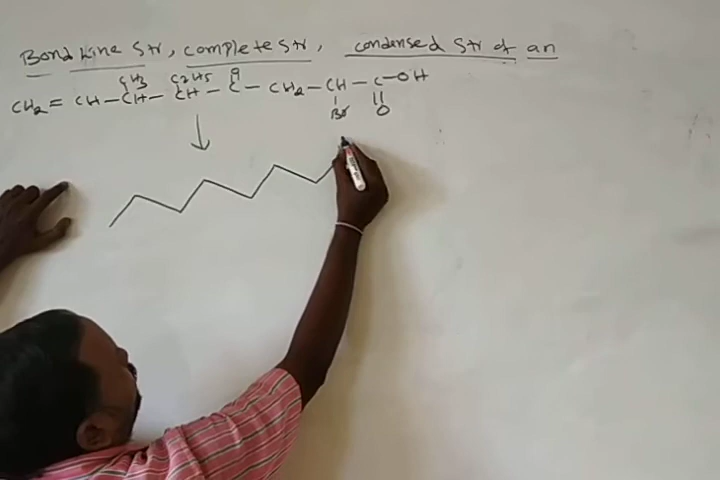 Bond Line Str, complete str, condensed str of an
CH3 C2H5 O
CH2 = CH - CH - CH - C - CH2 - CH - C - OH
Br O